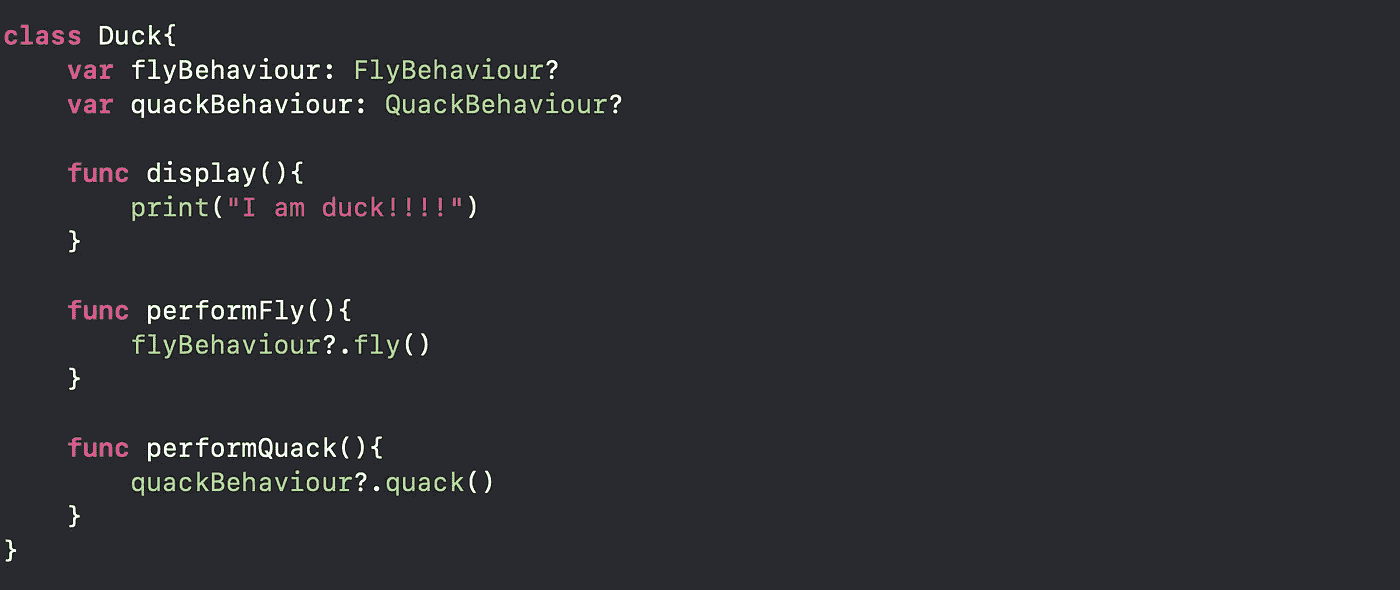 class Duck{
    var flyBehaviour: FlyBehaviour?
    var quackBehaviour: QuackBehaviour?

    func display(){
        print("I am duck!!!!")
    }

    func performFly(){
        flyBehaviour?.fly()
    }

    func performQuack(){
        quackBehaviour?.quack()
    }
}